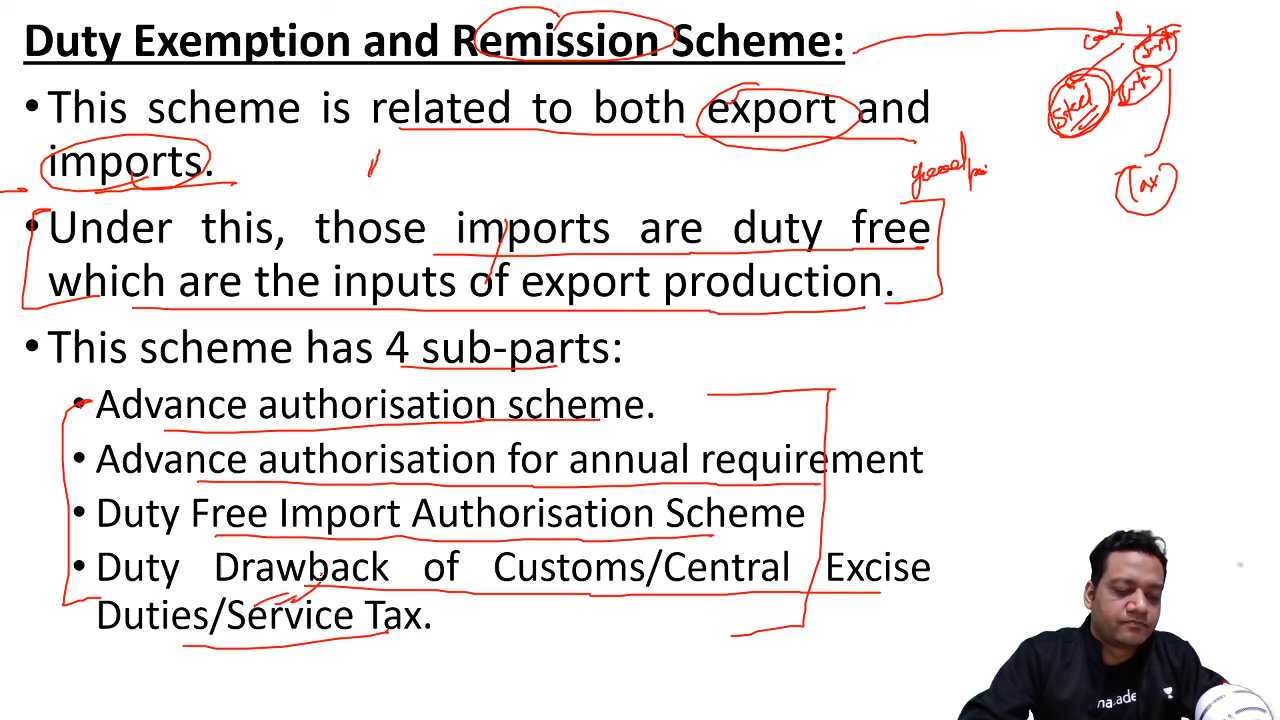 Duty Exemption and Remission Scheme:
• This scheme is related to both export and
imports.
• Under this, those imports are duty free
which are the inputs of export production.
• This scheme has 4 sub-parts:
• Advance authorisation scheme.
• Advance authorisation for annual requirement
• Duty Free Import Authorisation Scheme
• Duty Drawback of Customs/Central Excise
Duties/Service Tax.
Steel
Tax